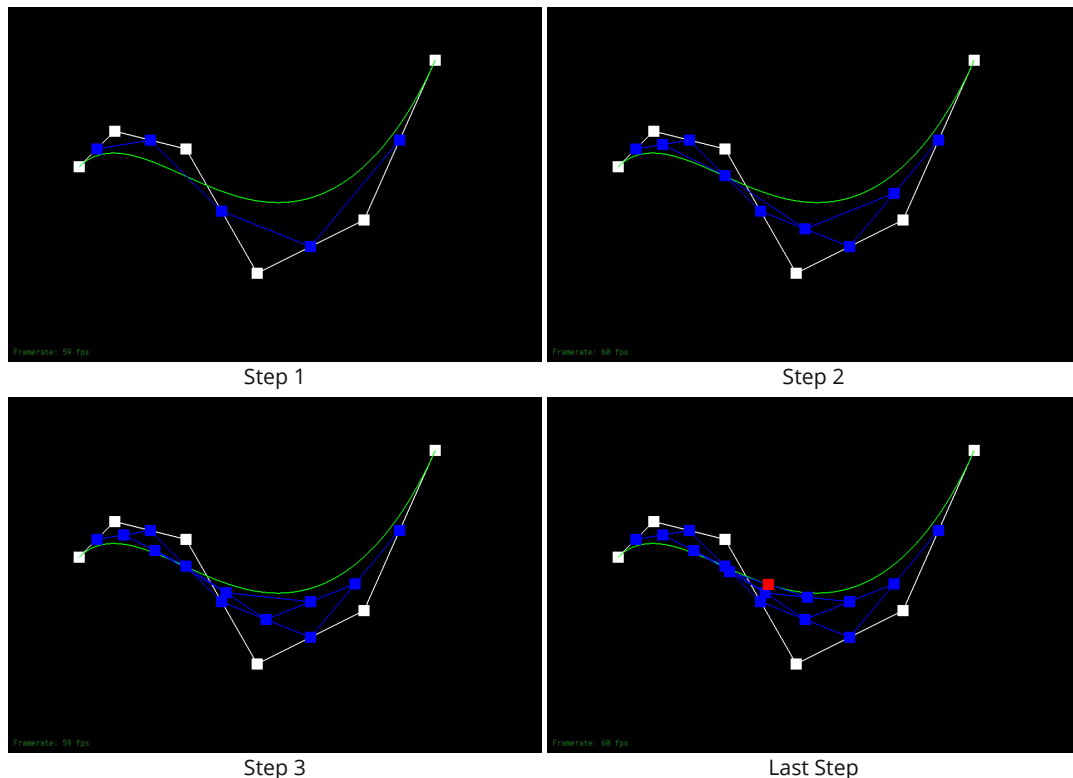 Framerate: 59 fps
Framerate: 60 fps
Step 1
Step 2
Framerate: 59 fps
Framerate: 60 fps
Step 3
Last Step